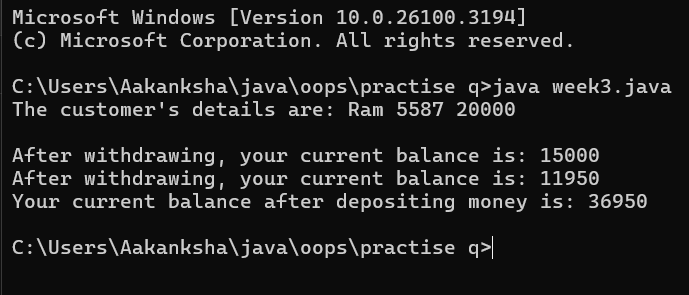 Microsoft Windows [Version 10.0.26100.3194]
(c) Microsoft Corporation. All rights reserved.
C:\Users\Aakanksha\java\oops\practise q>java week3.java
The customer's details are: Ram 5587 20000
After withdrawing, your current balance is: 15000
After withdrawing, your current balance is: 11950
Your current balance after depositing money is: 36950
C:\Users\Aakanksha\java\oops\practise q>